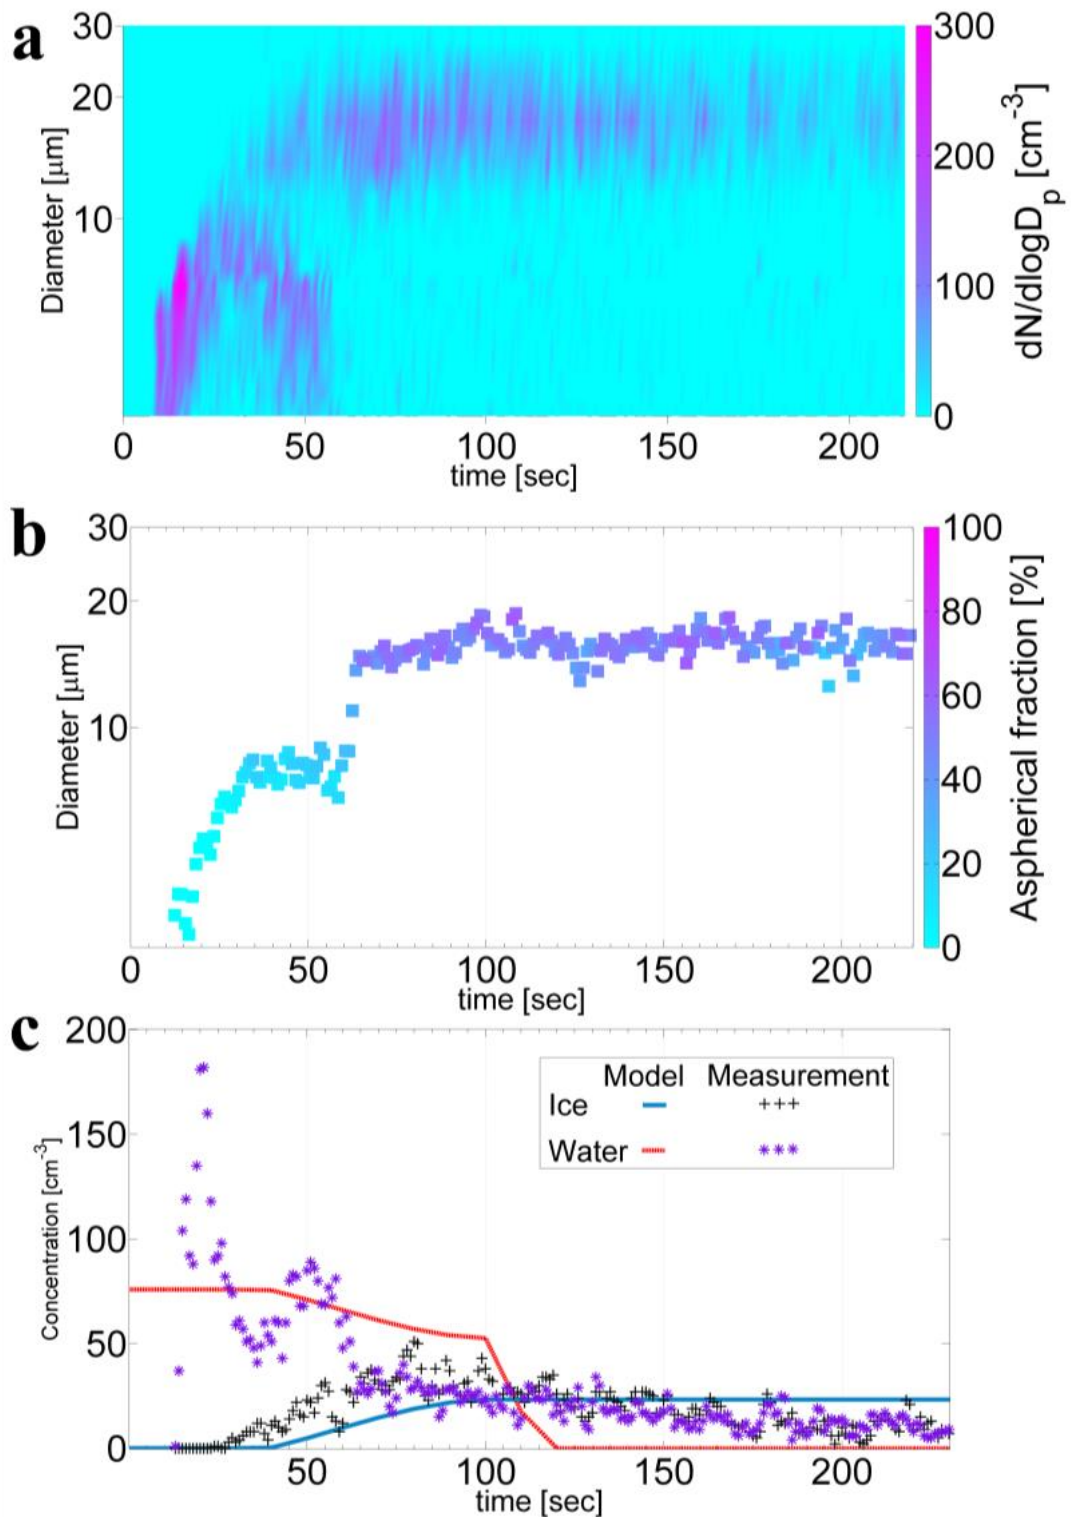 a
30
20
10
Diameter [μm]
0 50 100 150 200
time [sec]
300
200
100
0
dN/dlogDp [cm-3]
b
30
20
10
Diameter [μm]
0 50 100 150 200
time [sec]
100
80
60
40
20
0
Aspherical fraction [%]
c
200
150
100
50
0
Concentration [cm-3]
Model Measurement
Ice
Water
50 100 150 200
time [sec]